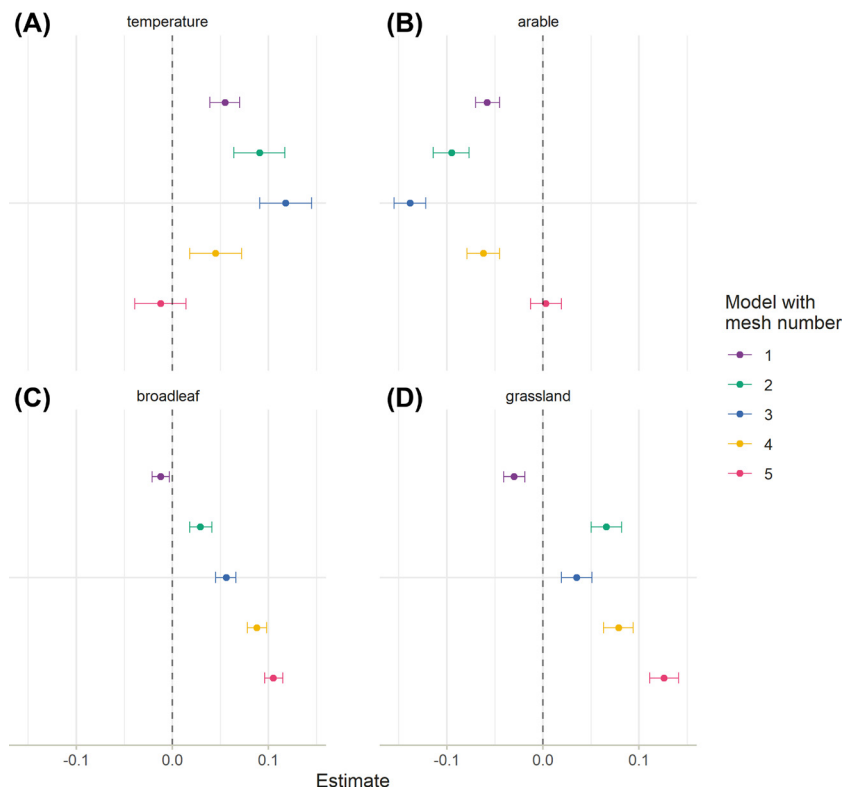 (A)
temperature
(B)
arable
(C)
broadleaf
(D)
grassland
-0.1 0.0 0.1
-0.1 0.0 0.1
Estimate
Model with
mesh number
1
2
3
4
5